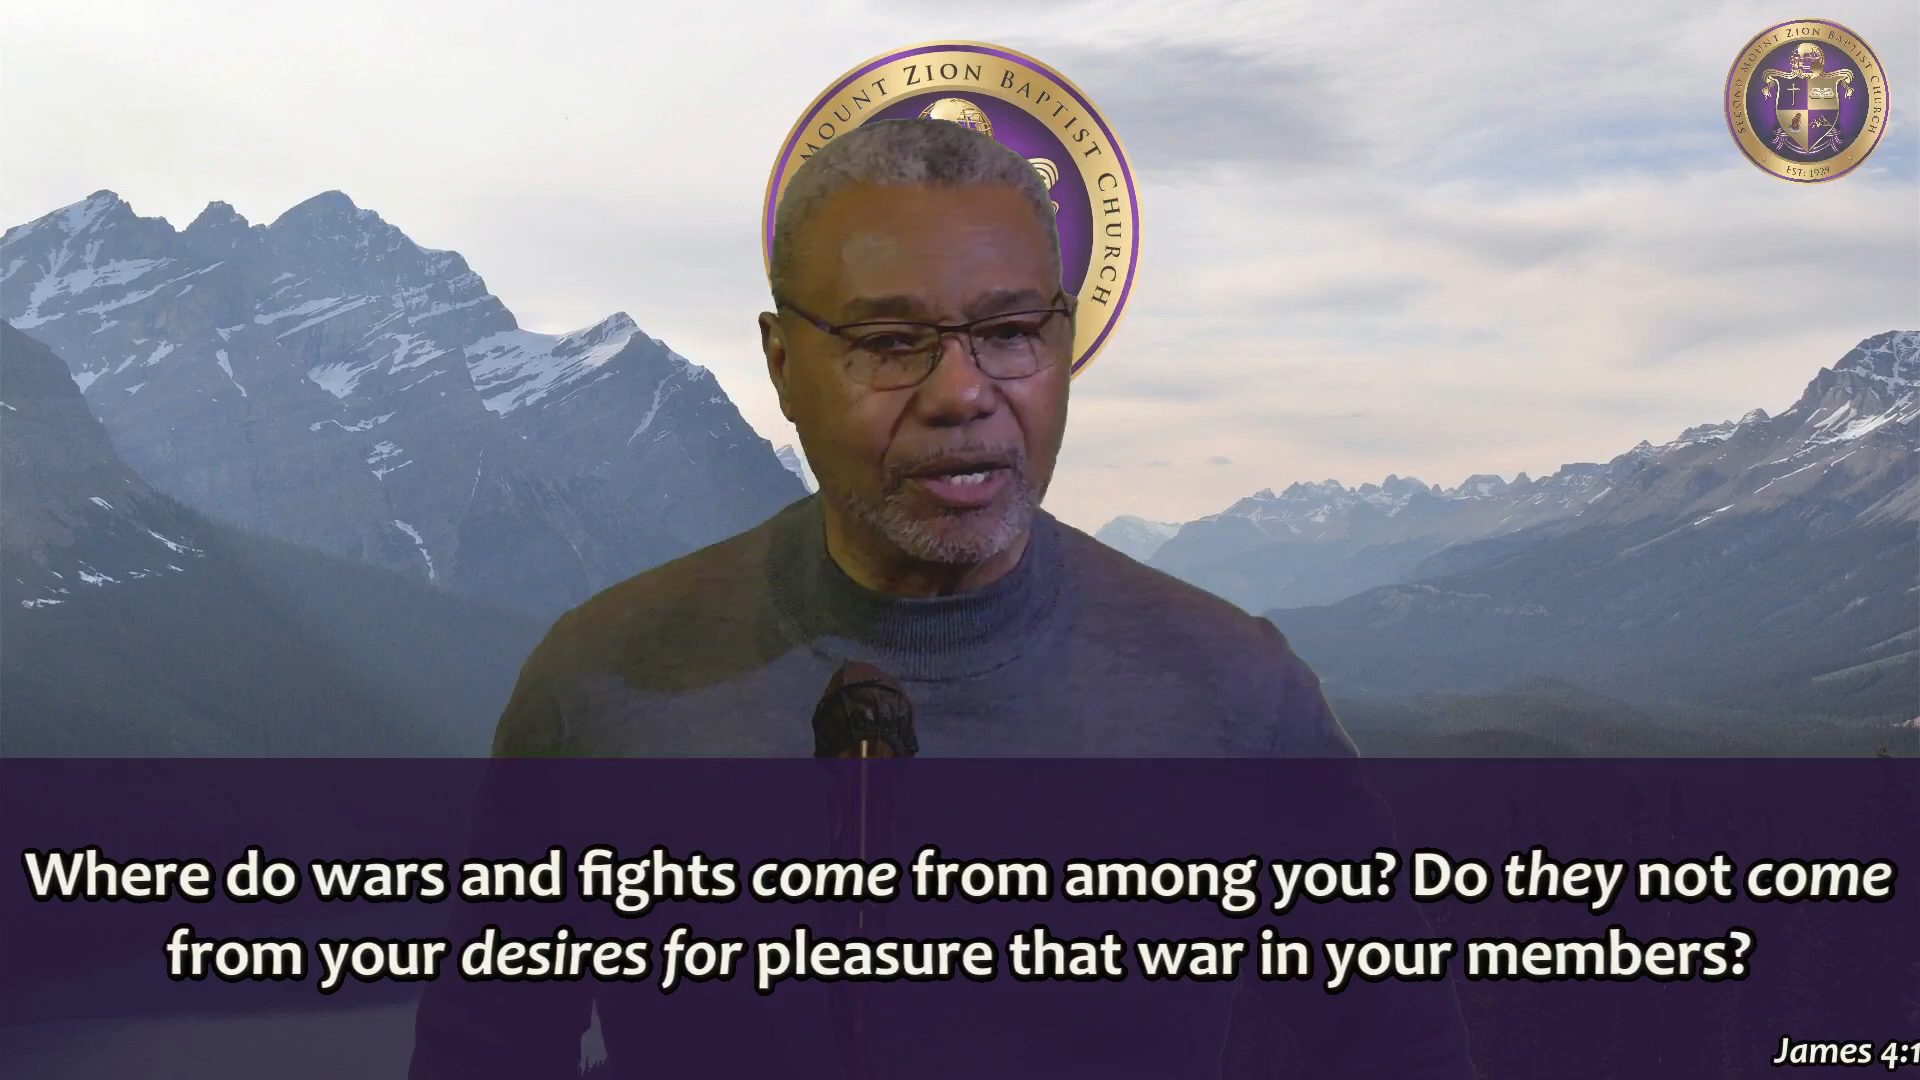 MOUNT ZION BAPTIST CHURCH
SECOND MOUNT ZION BAPTIST CHURCH
EST: 1929
Where do wars and fights come from among you? Do they not come
from your desires for pleasure that war in your members?
James 4:1